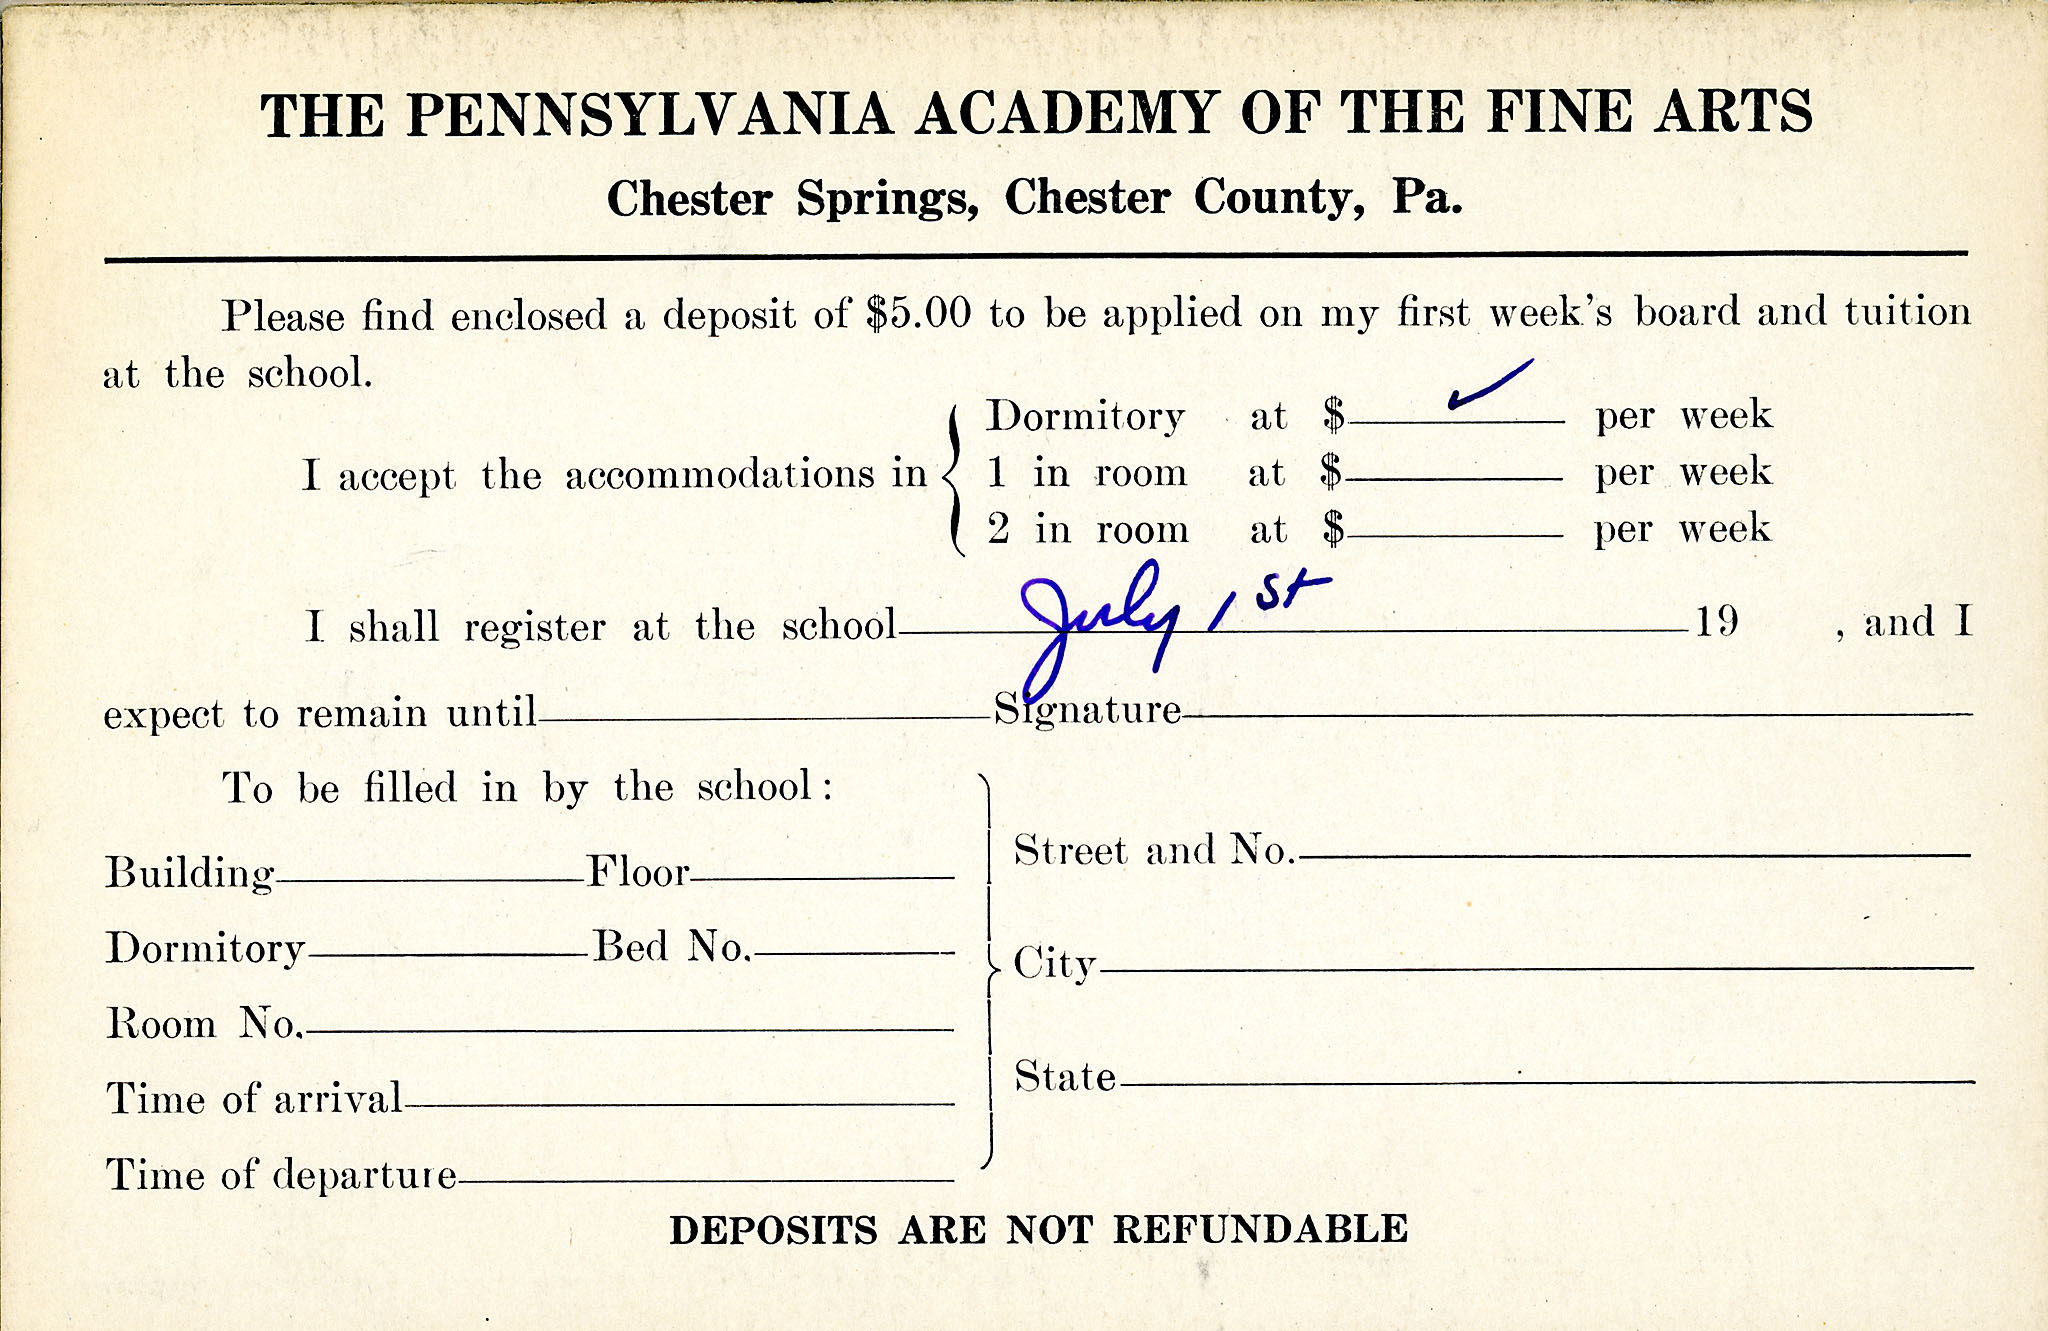 THE PENNSYLVANIA ACADEMY OF THE FINE ARTS
Chester Springs, Chester County, Pa.
Please find enclosed a deposit of $5.00 to be applied on my first week's board and tuition
at the school.
Dormitory at $ ✓ per week
I accept the accommodations in { 1 in room at $ per week
2 in room at $ per week
I shall register at the school July 1st 19 , and I
expect to remain until Signature
To be filled in by the school:
Building Floor
Dormitory Bed No.
Room No.
Time of arrival
Time of departure
Street and No.
City
State
DEPOSITS ARE NOT REFUNDABLE